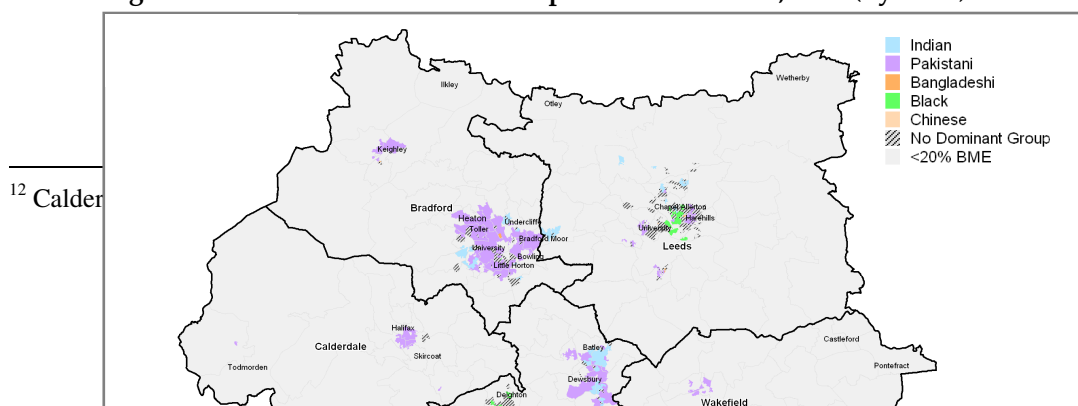 Indian
Pakistani
Bangladeshi
Black
Chinese
No Dominant Group
<20% BME
Ilkley
Wetherby
Otley
Keighley
12 Calder
Bradford
Heaton
Undercliffe
Toller
Bradford Moor
University
Bowling
Little Horton
Chapel Allerton
Harehills
University
Leeds
Halifax
Calderdale
Skircoat
Todmorden
Batley
Dewsbury
Deighton
Castleford
Pontefract
Wakefield